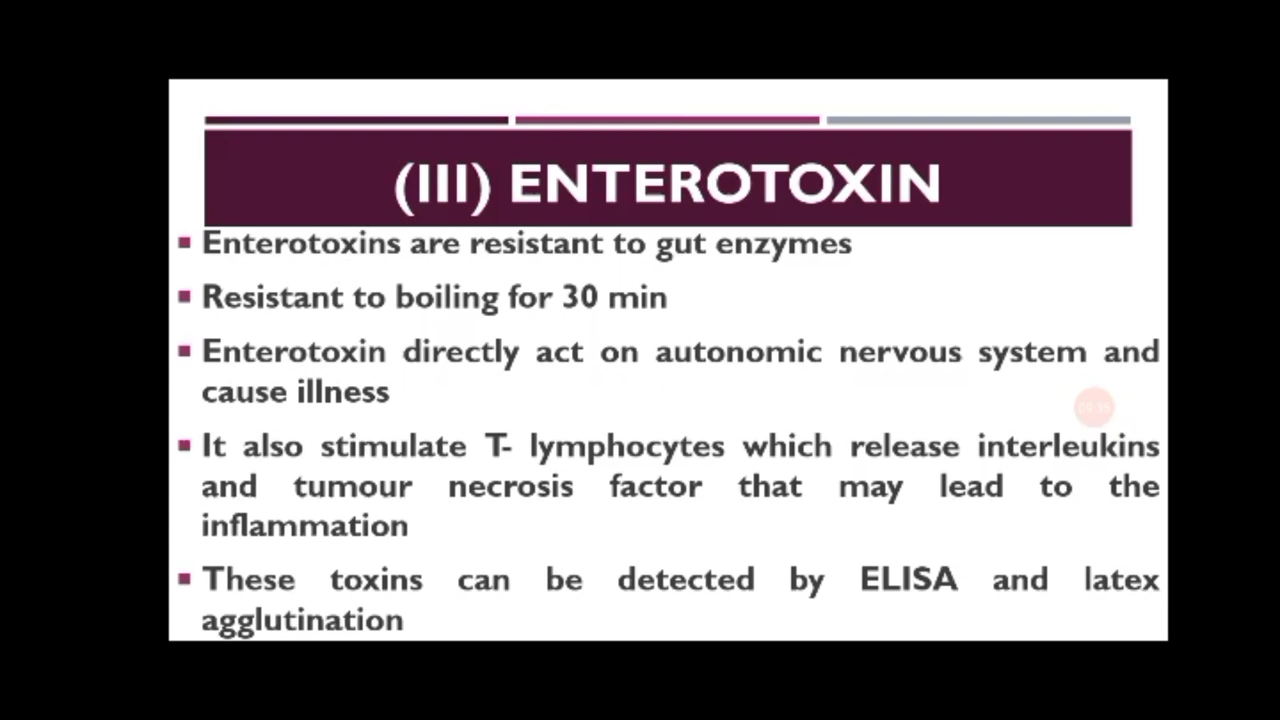 (III) ENTEROTOXIN
▪ Enterotoxins are resistant to gut enzymes
▪ Resistant to boiling for 30 min
▪ Enterotoxin directly act on autonomic nervous system and
cause illness
▪ It also stimulate T- lymphocytes which release interleukins
and tumour necrosis factor that may lead to the
inflammation
▪ These toxins can be detected by ELISA and latex
agglutination